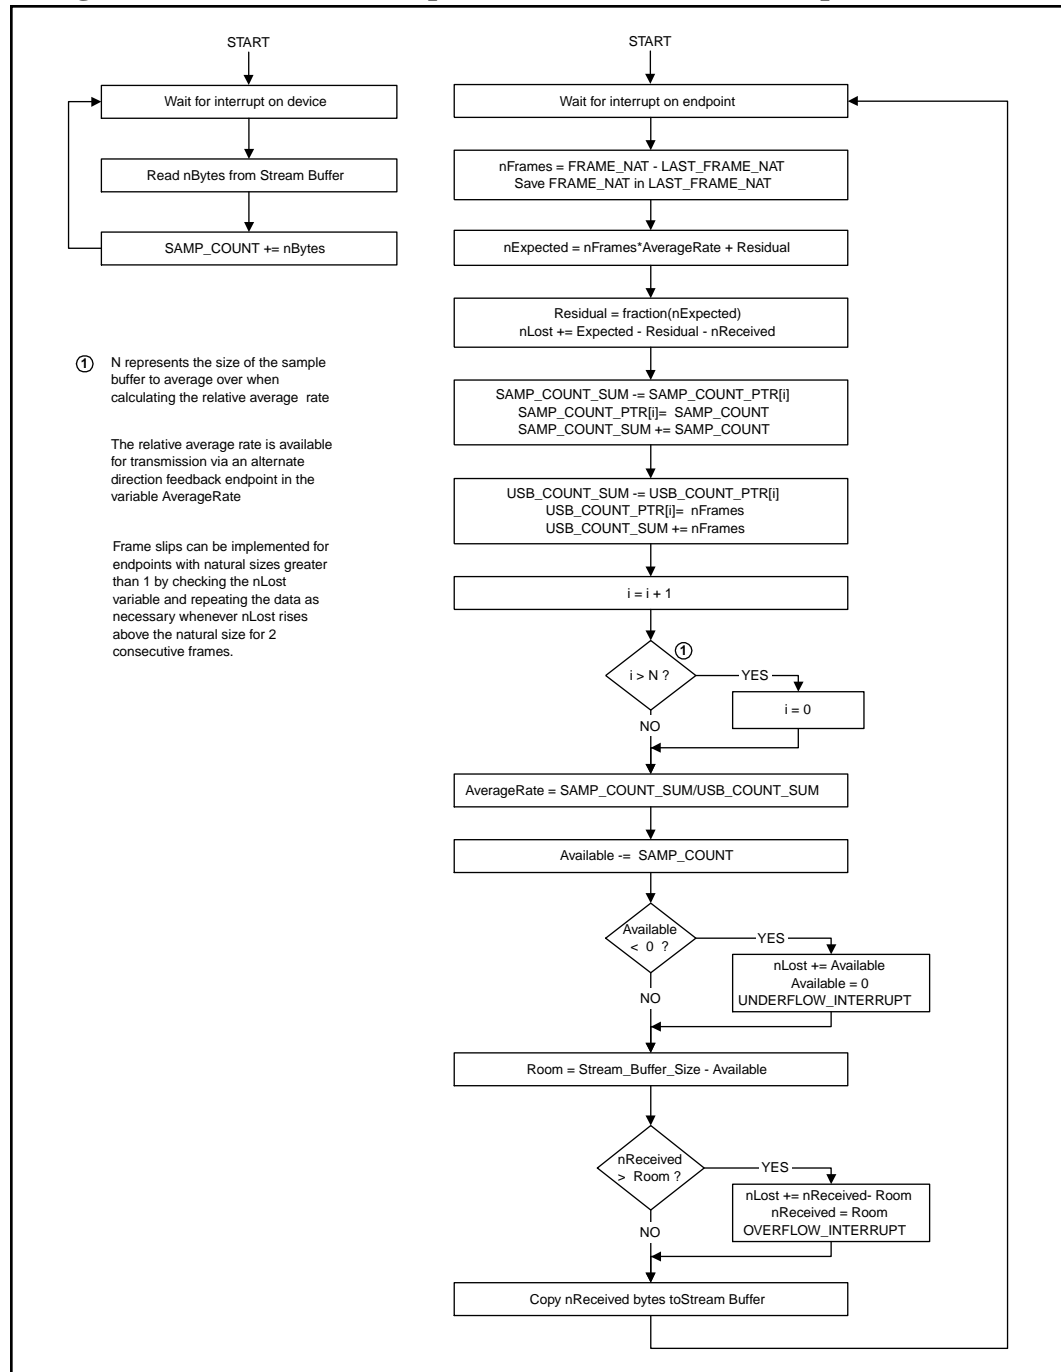 START
Wait for interrupt on device
Read nBytes from Stream Buffer
SAMP_COUNT += nBytes
1 N represents the size of the sample
buffer to average over when
calculating the relative average rate
The relative average rate is available
for transmission via an alternate
direction feedback endpoint in the
variable AverageRate
Frame slips can be implemented for
endpoints with natural sizes greater
than 1 by checking the nLost
variable and repeating the data as
necessary whenever nLost rises
above the natural size for 2
consecutive frames.
START
Wait for interrupt on endpoint
nFrames = FRAME_NAT - LAST_FRAME_NAT
Save FRAME_NAT in LAST_FRAME_NAT
nExpected = nFrames*AverageRate + Residual
Residual = fraction(nExpected)
nLost += Expected - Residual - nReceived
SAMP_COUNT_SUM -= SAMP_COUNT_PTR[i]
SAMP_COUNT_PTR[i]= SAMP_COUNT
SAMP_COUNT_SUM += SAMP_COUNT
USB_COUNT_SUM -= USB_COUNT_PTR[i]
USB_COUNT_PTR[i]= nFrames
USB_COUNT_SUM += nFrames
i = i + 1
1
i > N ?
YES
i = 0
NO
AverageRate = SAMP_COUNT_SUM/USB_COUNT_SUM
Available -= SAMP_COUNT
Available
< 0 ?
YES
nLost += Available
Available = 0
UNDERFLOW_INTERRUPT
NO
Room = Stream_Buffer_Size - Available
nReceived
> Room ?
YES
nLost += nReceived- Room
nReceived = Room
OVERFLOW_INTERRUPT
NO
Copy nReceived bytes toStream Buffer